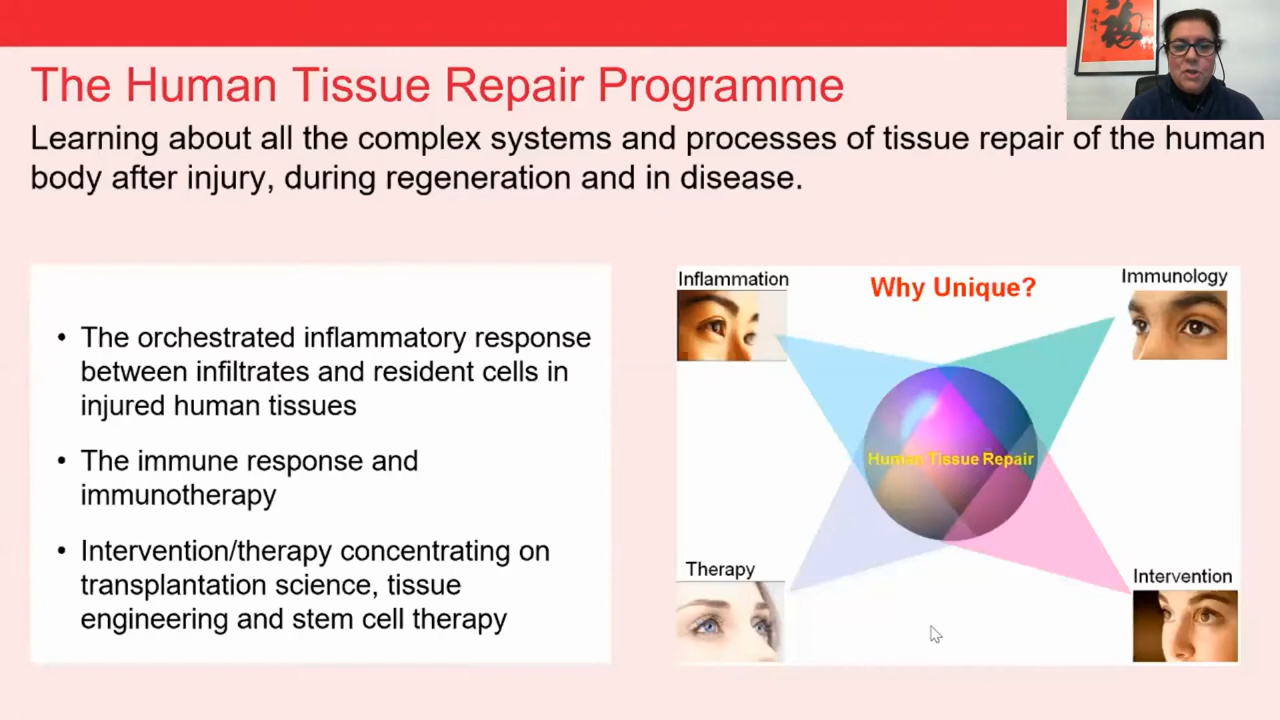 The Human Tissue Repair Programme
Learning about all the complex systems and processes of tissue repair of the human
body after injury, during regeneration and in disease.
• The orchestrated inflammatory response
between infiltrates and resident cells in
injured human tissues
• The immune response and
immunotherapy
• Intervention/therapy concentrating on
transplantation science, tissue
engineering and stem cell therapy
Inflammation
Why Unique?
Immunology
Human Tissue Repair
Therapy
Intervention